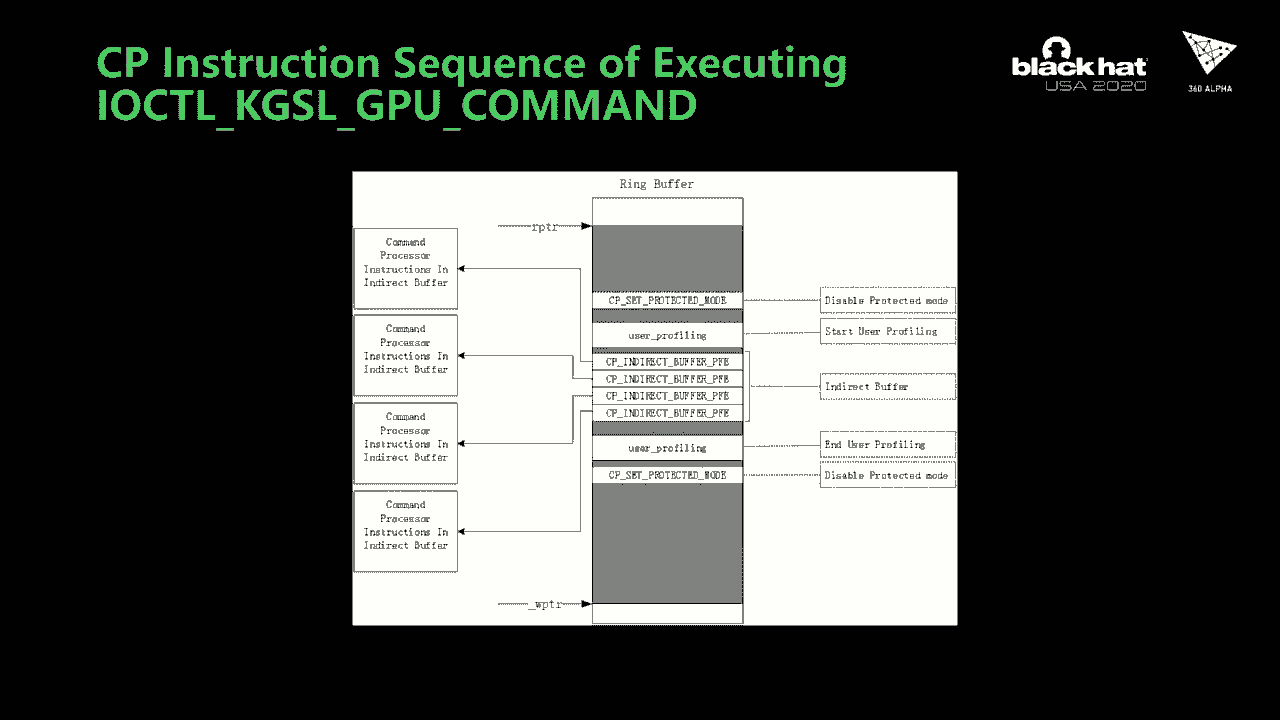 CP Instruction Sequence of Executing
IOCTL_KGSL_GPU_COMMAND
black hat
USA 2020
360 ALPHA
Ring Buffer
rptr
Command
Processor
Instructions In
Indirect Buffer
Command
Processor
Instructions In
Indirect Buffer
Command
Processor
Instructions In
Indirect Buffer
Command
Processor
Instructions In
Indirect Buffer
CP_SET_PROTECTED_MODE
user_profiling
CP_INDIRECT_BUFFER_PFE
CP_INDIRECT_BUFFER_PFE
CP_INDIRECT_BUFFER_PFE
CP_INDIRECT_BUFFER_PFE
user_profiling
CP_SET_PROTECTED_MODE
Disable Protected mode
Start User Profiling
Indirect Buffer
End User Profiling
Disable Protected mode
_wptr